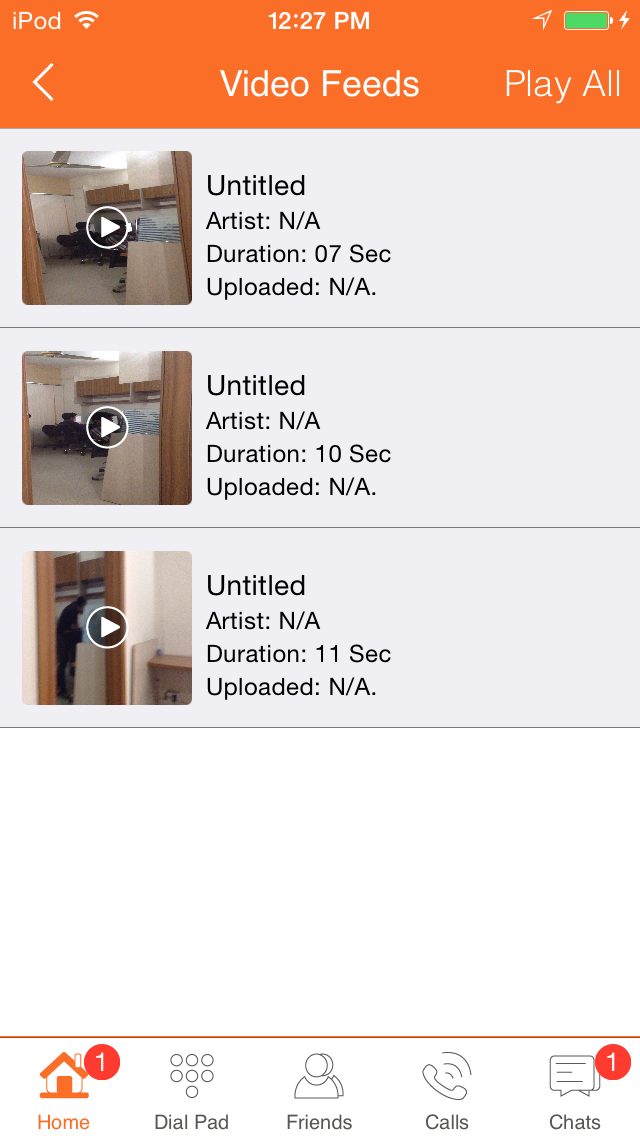 iPod 12:27 PM
Video Feeds Play All
Untitled
Artist: N/A
Duration: 07 Sec
Uploaded: N/A.
Untitled
Artist: N/A
Duration: 10 Sec
Uploaded: N/A.
Untitled
Artist: N/A
Duration: 11 Sec
Uploaded: N/A.
1 1
Home Dial Pad Friends Calls Chats